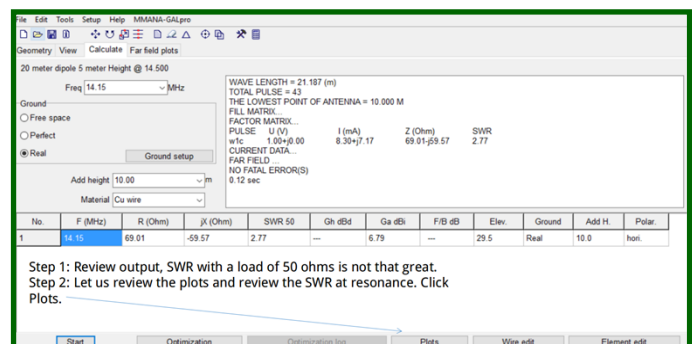 File Edit Tools Setup Help MMANA-GALpro
Geometry View Calculate Far field plots
20 meter dipole 5 meter Height @ 14.500
Freq 14.15 MHz
Ground
Free space
Perfect
Real
Ground setup
Add height 10.00 m
Material Cu wire
WAVE LENGTH = 21.187 (m)
TOTAL PULSE = 43
THE LOWEST POINT OF ANTENNA = 10.000 M
FILL MATRIX...
FACTOR MATRIX...
PULSE U (V) I (mA) Z (Ohm) SWR
w1c 1.00+j0.00 8.30+j7.17 69.01-j59.57 2.77
CURRENT DATA...
FAR FIELD ...
NO FATAL ERROR(S)
0.12 sec
No. F (MHz) R (Ohm) jX (Ohm) SWR 50 Gh dBd Ga dBi F/B dB Elev. Ground Add H. Polar.
1 14.15 69.01 -59.57 2.77 --- 6.79 --- 29.5 Real 10.0 hori.
Step 1: Review output, SWR with a load of 50 ohms is not that great.
Step 2: Let us review the plots and review the SWR at resonance. Click
Plots.
Start Optimization Optimization log Plots Wire edit Element edit